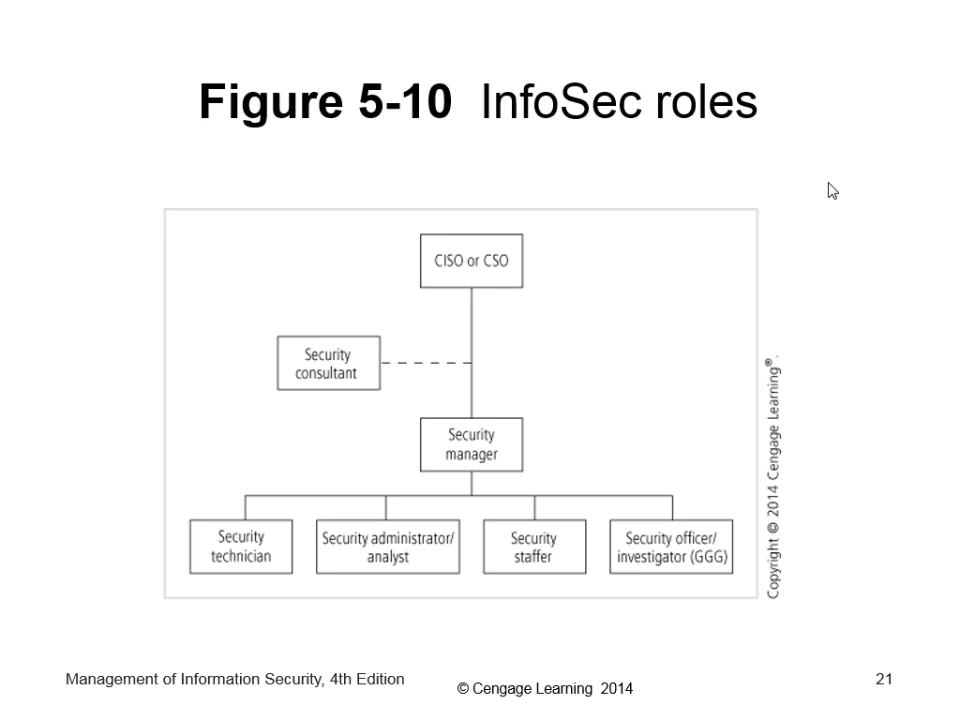 Figure 5-10 InfoSec roles
CISO or CSO
Security
consultant
Security
manager
Security
technician
Security administrator/
analyst
Security
staffer
Security officer/
investigator (GGG)
Copyright © 2014 Cengage Learning®.
Management of Information Security, 4th Edition
© Cengage Learning 2014
21